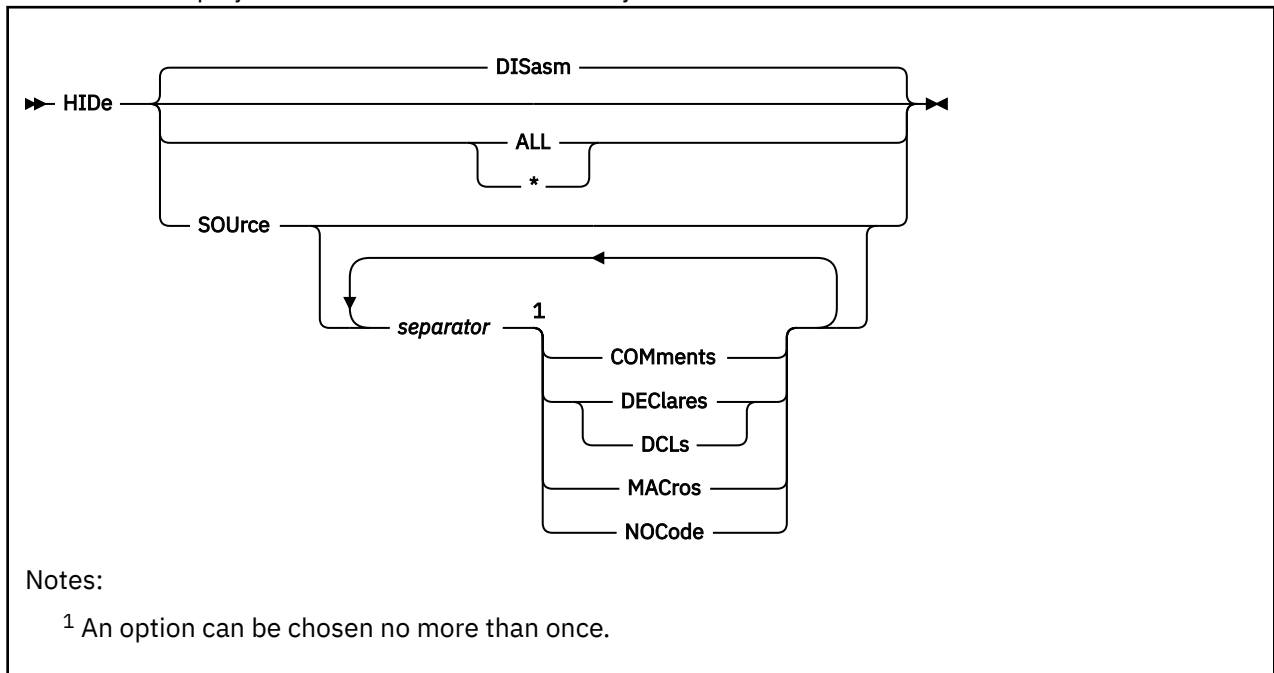 DISasm
HIDe
ALL
*
SOUrce
separator 1
COMments
DEClares
DCLs
MACros
NOCode
Notes:
1 An option can be chosen no more than once.